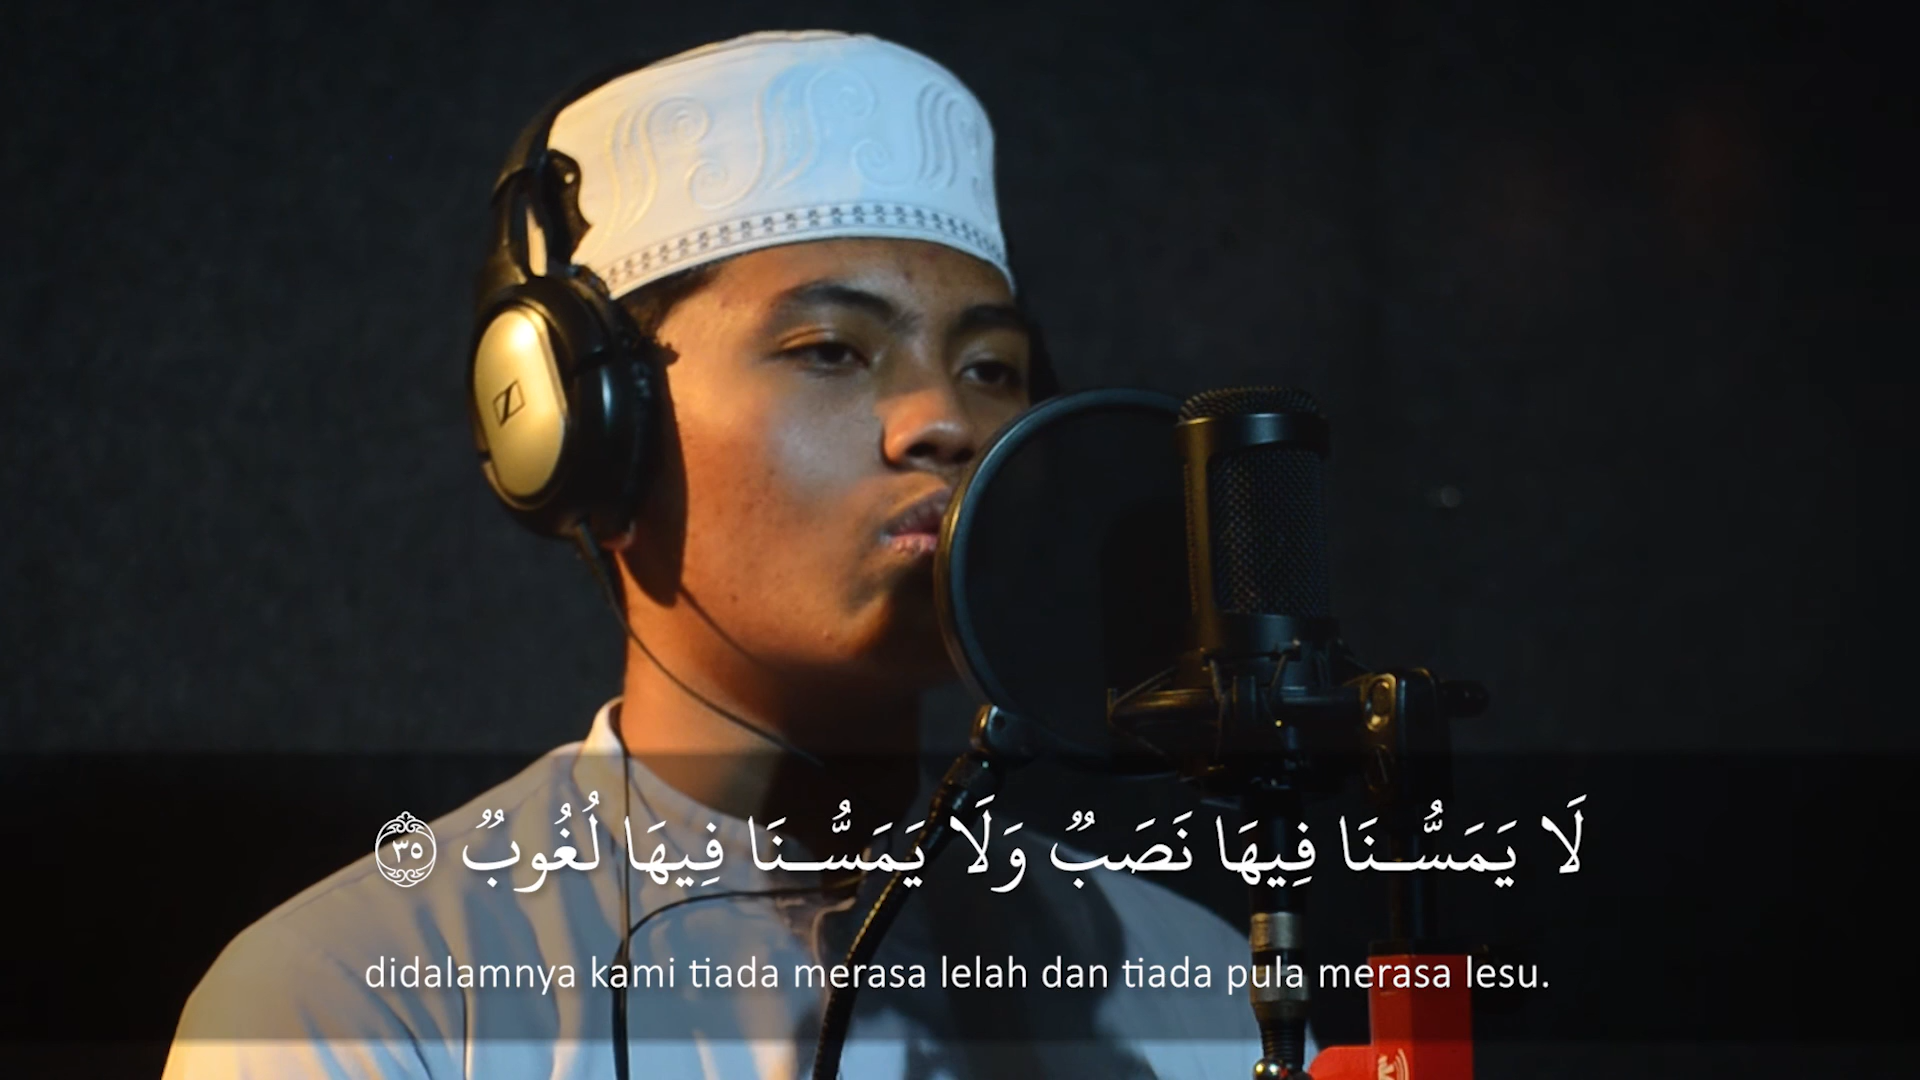 لَا يَمَسُّنَا فِيهَا نَصَبٌ وَلَا يَمَسُّنَا فِيهَا لُغُوبٌ ٣٥
didalamnya kami tiada merasa lelah dan tiada pula merasa lesu.